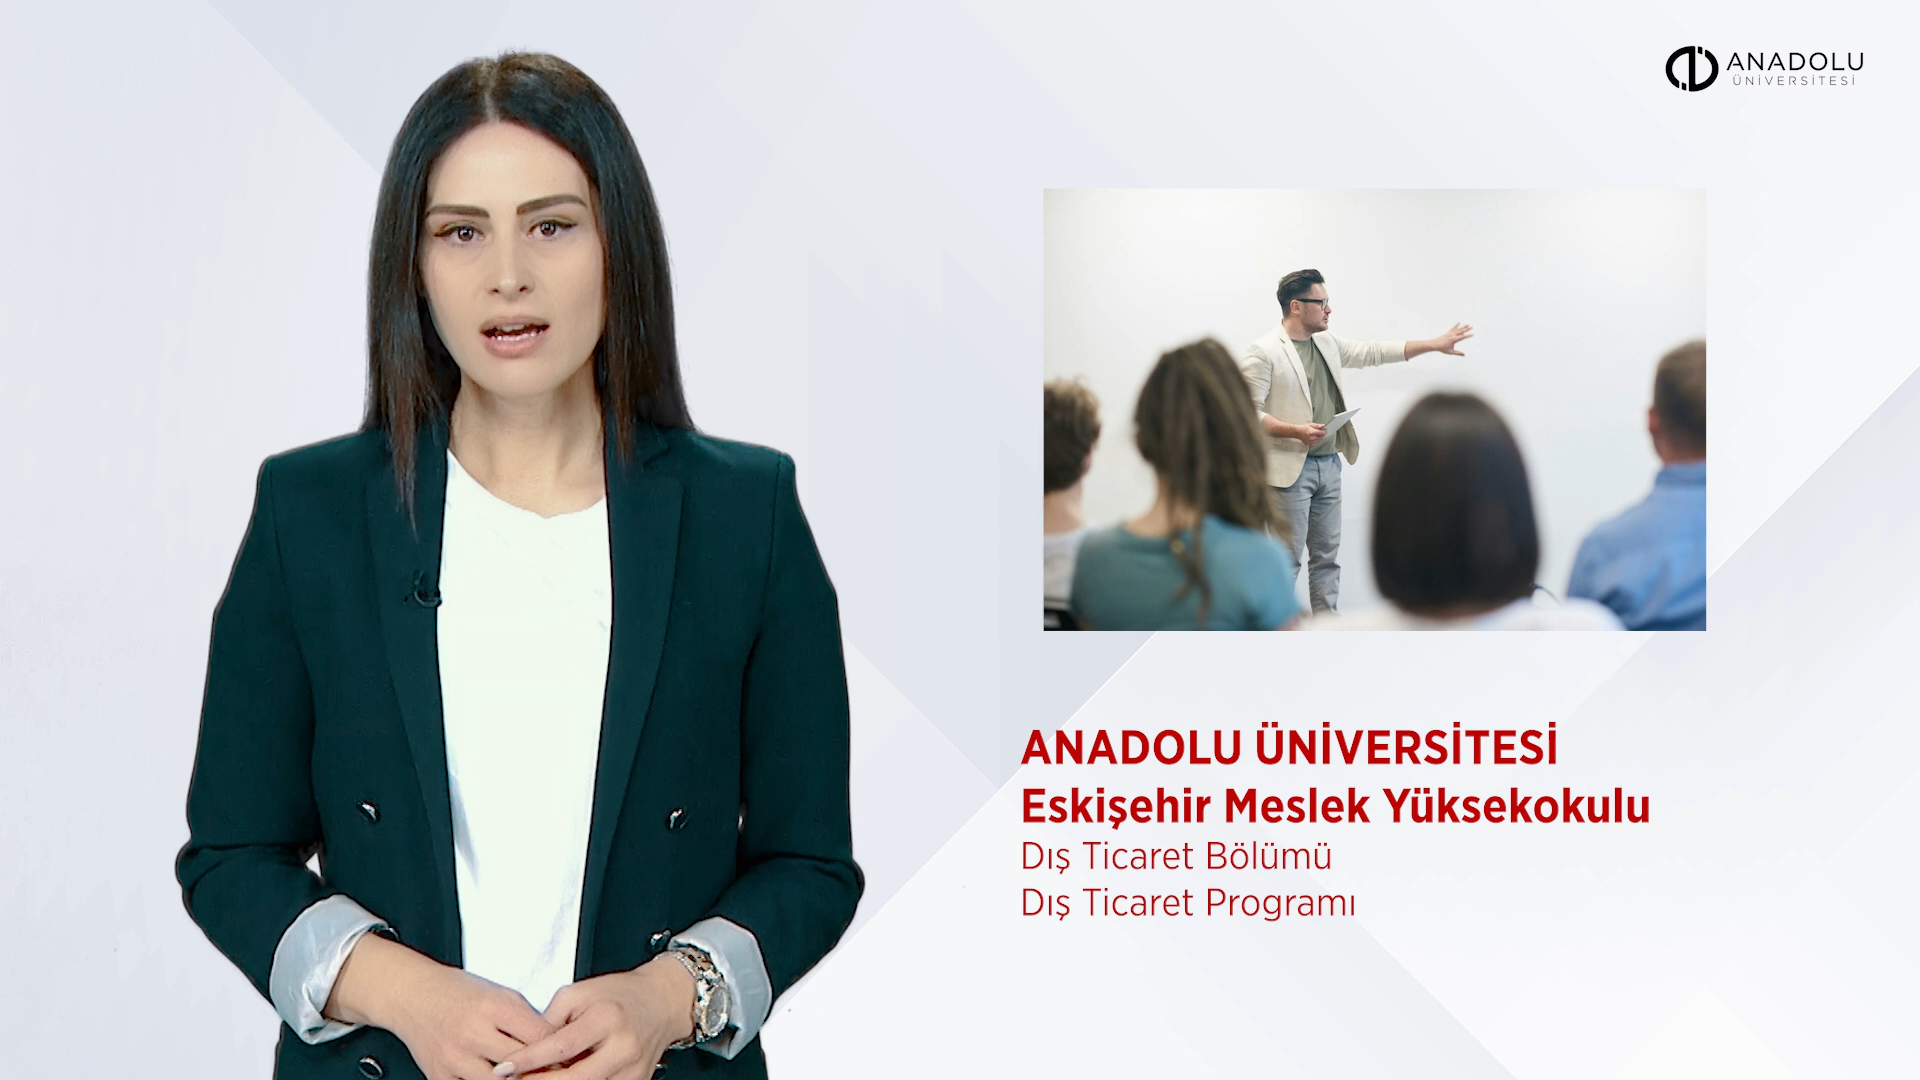 ANADOLU
ÜNİVERSİTESİ
ANADOLU ÜNİVERSİTESİ
Eskişehir Meslek Yüksekokulu
Dış Ticaret Bölümü
Dış Ticaret Programı